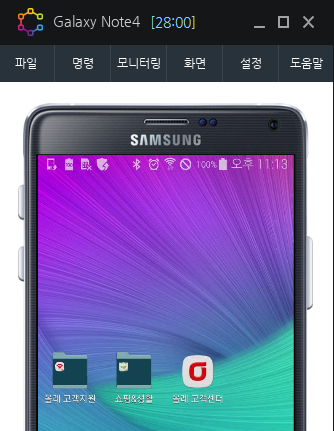 Galaxy Note4 [28:00]
파일 명령 모니터링 화면 설정 도움말
SAMSUNG
100% 오후 11:13
올레 고객지원 쇼핑&생활 올레 고객센터